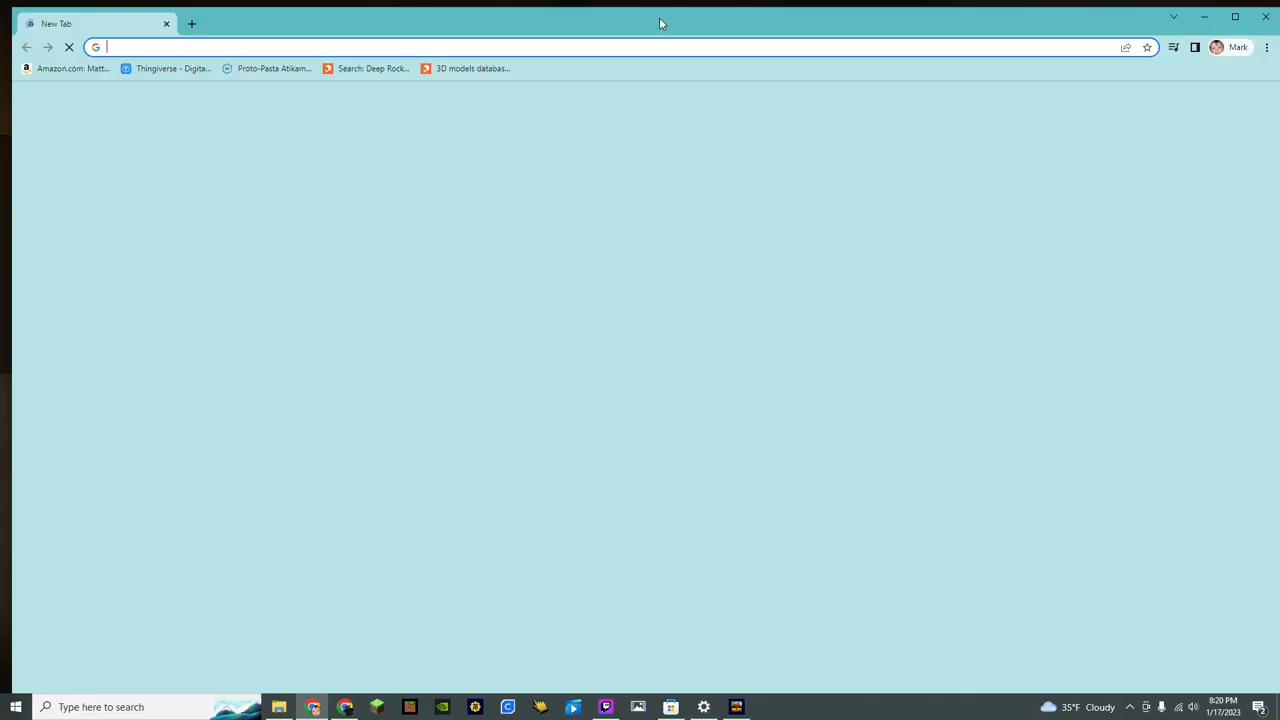 New Tab
Mark
Amazon.com: Matt... Thingiverse - Digita... Proto-Pasta Atikam... Search: Deep Rock... 3D models databas...
Type here to search
35°F Cloudy
8:20 PM
1/17/2023
2